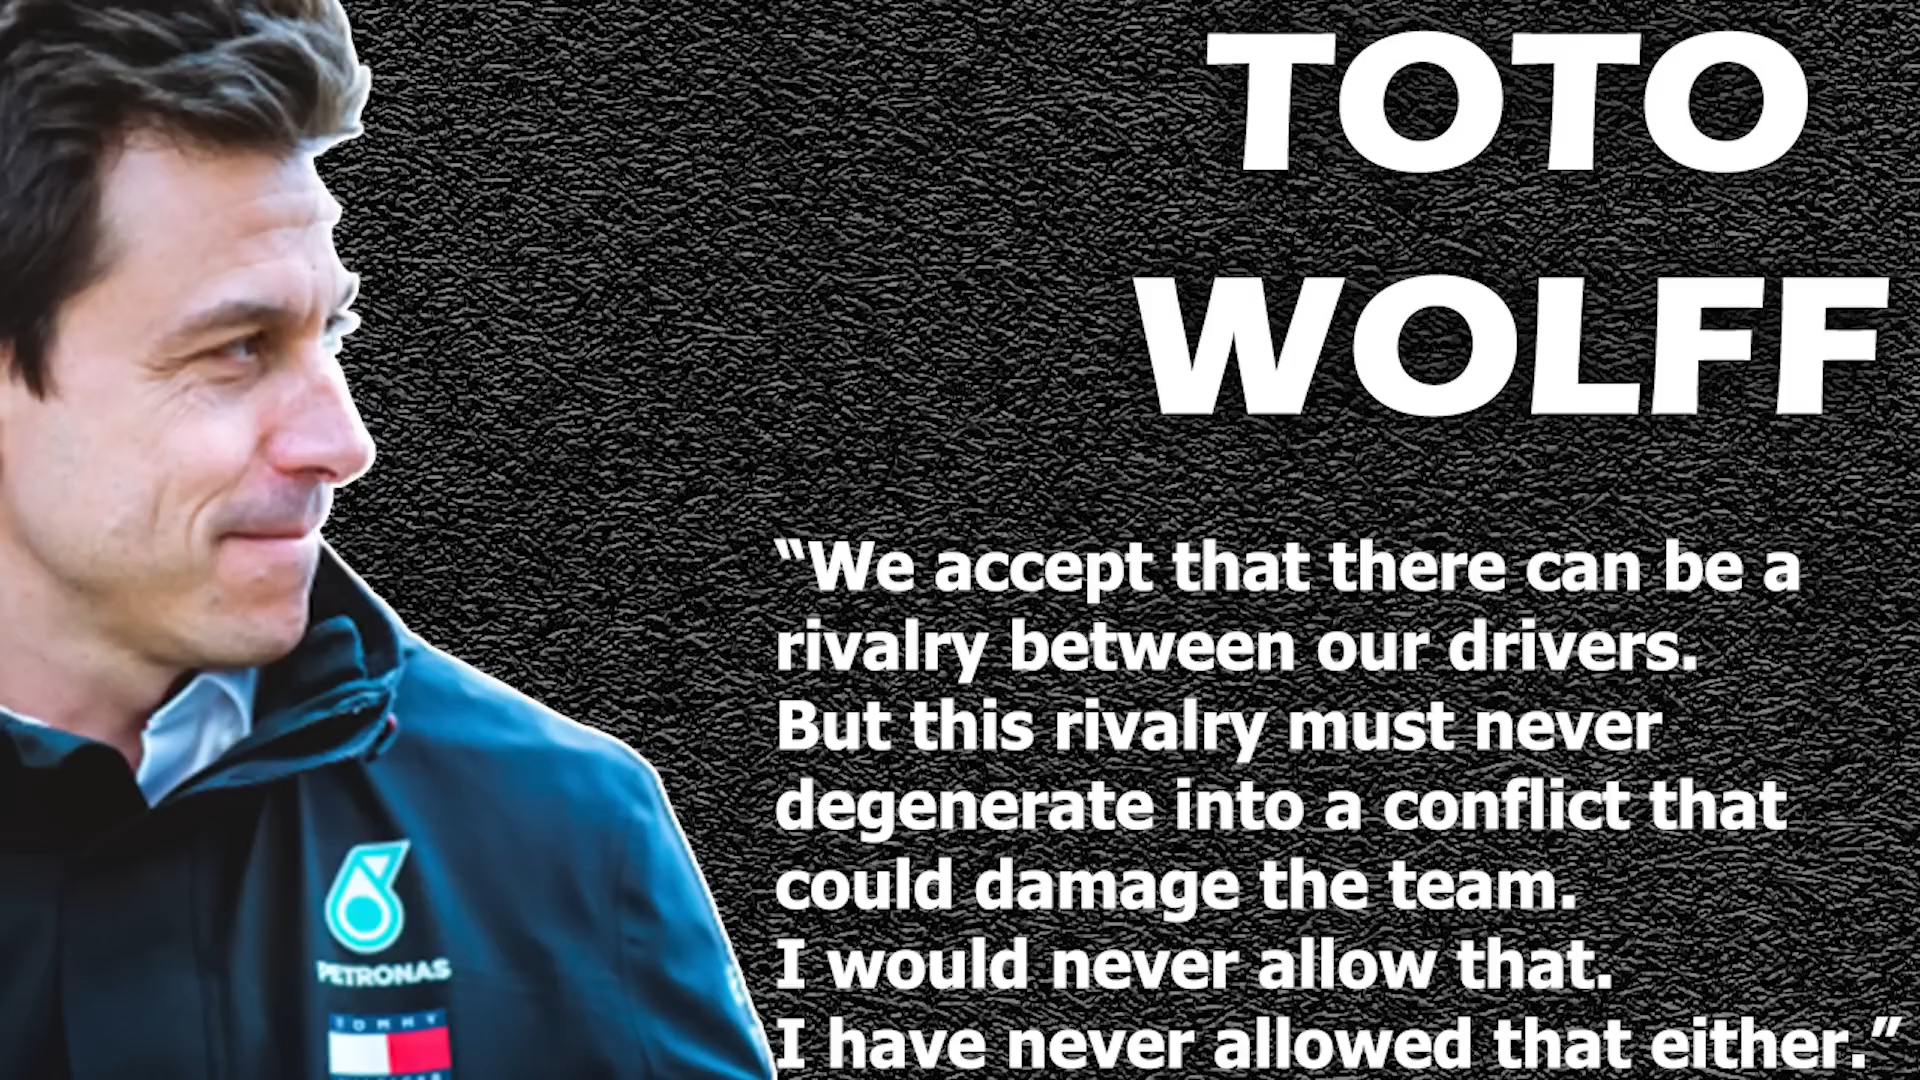 TOTO
WOLFF
“We accept that there can be a
rivalry between our drivers.
But this rivalry must never
degenerate into a conflict that
could damage the team.
I would never allow that.
I have never allowed that either.”
PETRONAS
TOMMY